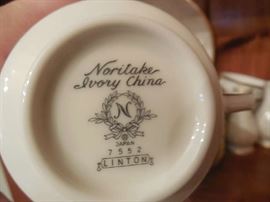 Noritake
Ivory China
N
JAPAN
7552
LINTON